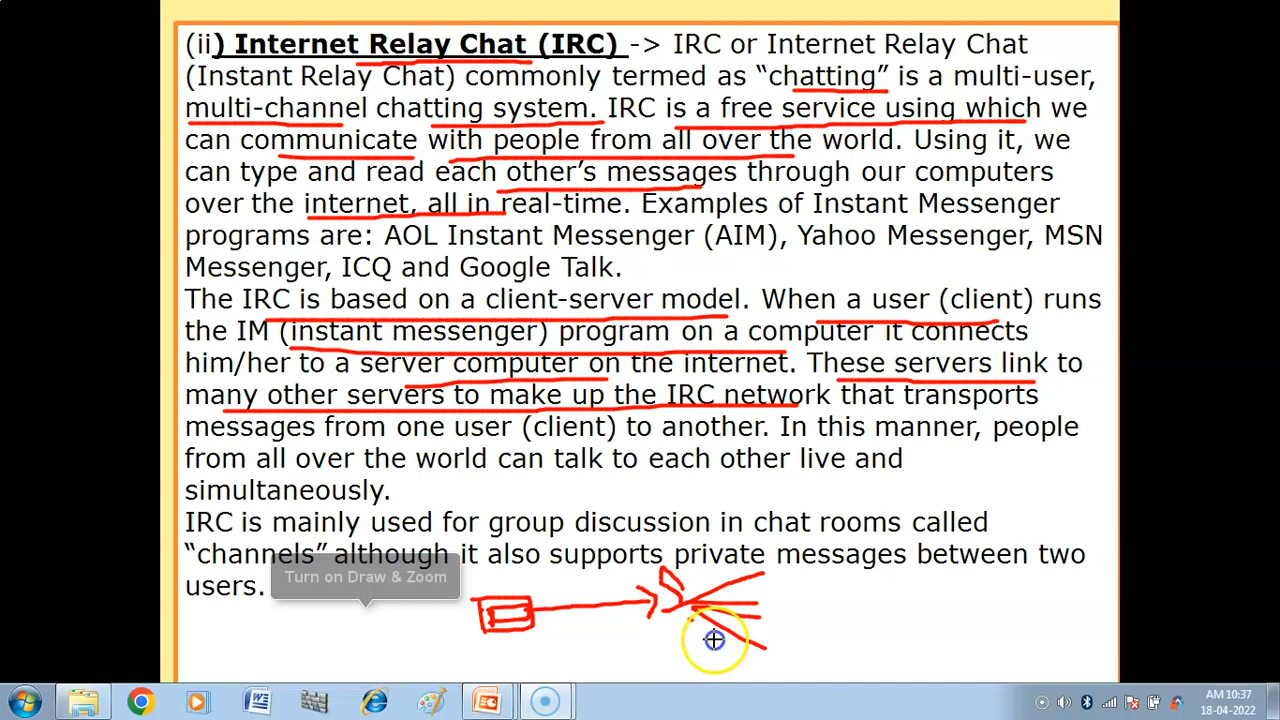 (ii) Internet Relay Chat (IRC) -> IRC or Internet Relay Chat
(Instant Relay Chat) commonly termed as “chatting” is a multi-user,
multi-channel chatting system. IRC is a free service using which we
can communicate with people from all over the world. Using it, we
can type and read each other’s messages through our computers
over the internet, all in real-time. Examples of Instant Messenger
programs are: AOL Instant Messenger (AIM), Yahoo Messenger, MSN
Messenger, ICQ and Google Talk.
The IRC is based on a client-server model. When a user (client) runs
the IM (instant messenger) program on a computer it connects
him/her to a server computer on the internet. These servers link to
many other servers to make up the IRC network that transports
messages from one user (client) to another. In this manner, people
from all over the world can talk to each other live and
simultaneously.
IRC is mainly used for group discussion in chat rooms called
“channels” although it also supports private messages between two
users.
Turn on Draw & Zoom
AM 10:37
18-04-2022